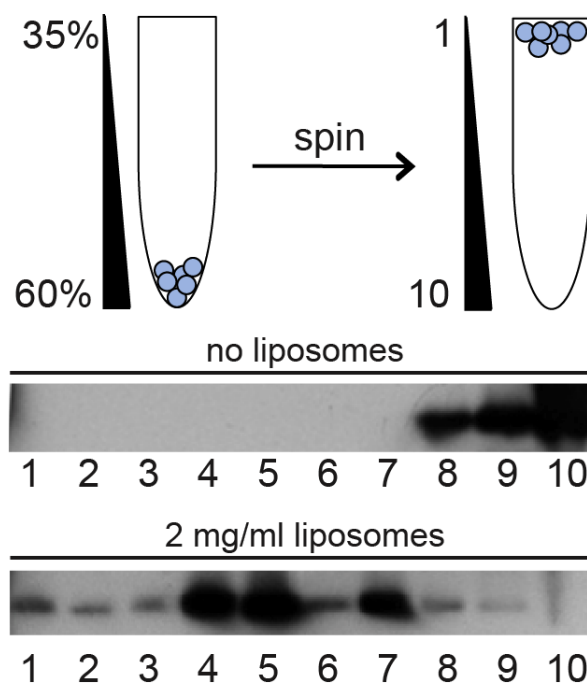 35% 1
spin
60% 10
no liposomes
1 2 3 4 5 6 7 8 9 10
2 mg/ml liposomes
1 2 3 4 5 6 7 8 9 10